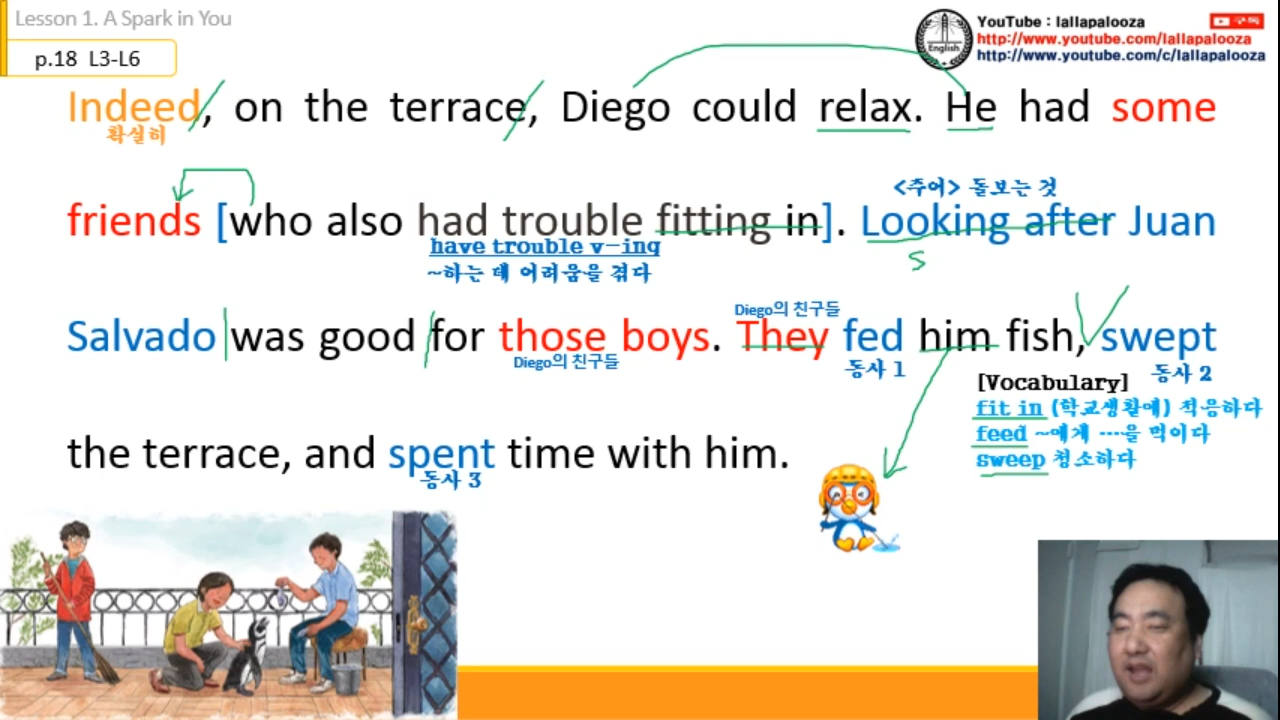 Lesson 1. A Spark in You
p.18 L3-L6
YouTube : lallapalooza
구독
http://www.youtube.com/lallapalooza
http://www.youtube.com/c/lallapalooza
English
Indeed, on the terrace, Diego could relax. He had some
확실히
<주어> 돌보는 것
friends [who also had trouble fitting in]. Looking after Juan
have trouble v-ing
~하는 데 어려움을 겪다
S
Diego의 친구들
Salvado was good for those boys. They fed him fish, swept
Diego의 친구들
동사 1
동사 2
[Vocabulary]
fit in (학교생활에) 적응하다
feed ~에게 …을 먹이다
sweep 청소하다
the terrace, and spent time with him.
동사 3